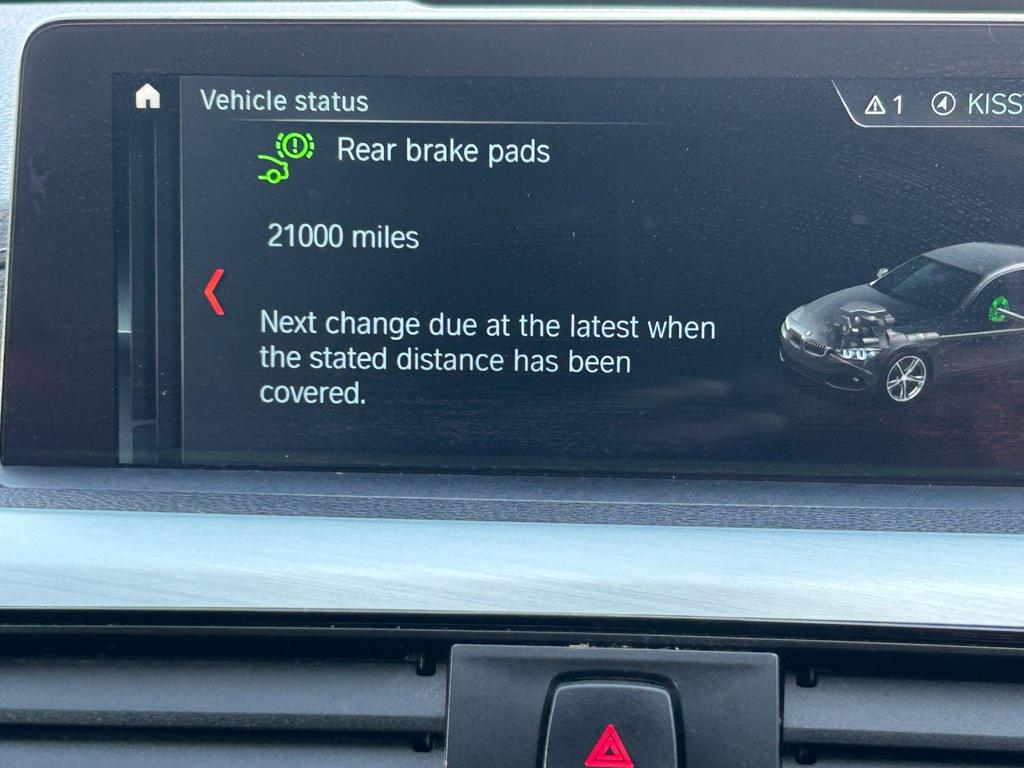 Vehicle status
1 KISS
Rear brake pads
21000 miles
Next change due at the latest when
the stated distance has been
covered.